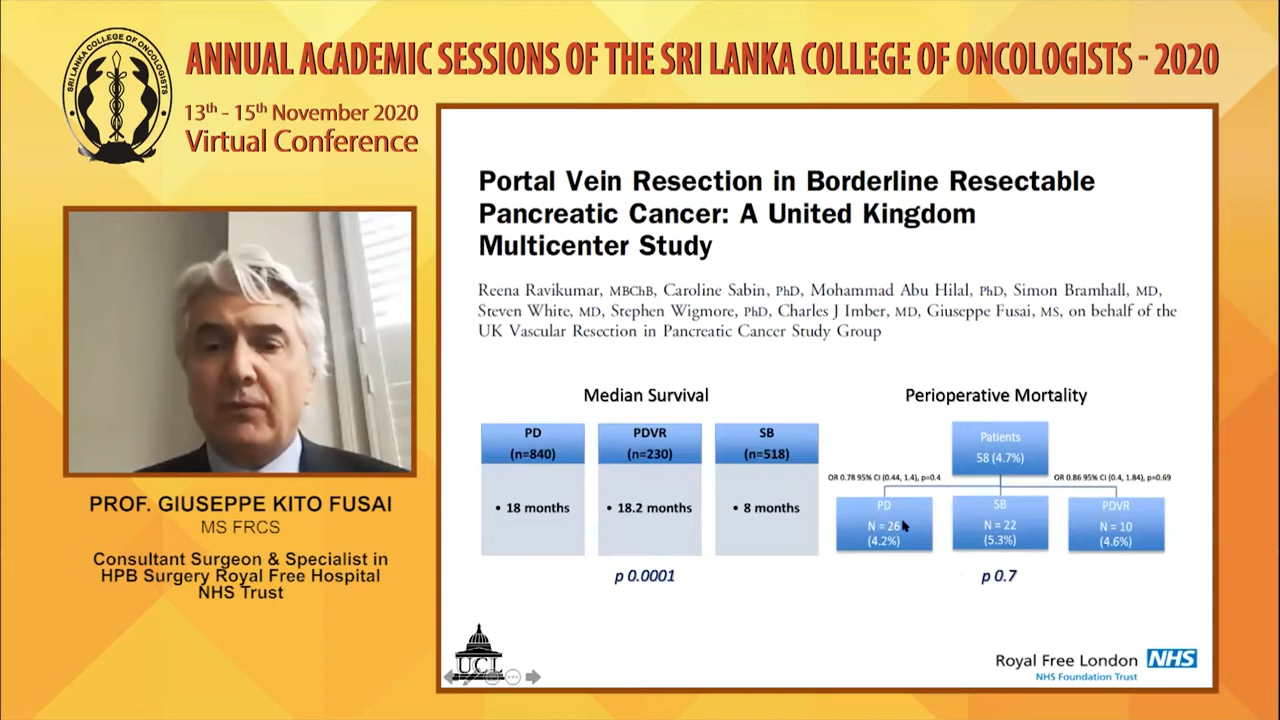 SRI LANKA COLLEGE OF ONCOLOGISTS
ANNUAL ACADEMIC SESSIONS OF THE SRI LANKA COLLEGE OF ONCOLOGISTS - 2020
13th - 15th November 2020
Virtual Conference
PROF. GIUSEPPE KITO FUSAI
MS FRCS
Consultant Surgeon & Specialist in
HPB Surgery Royal Free Hospital
NHS Trust
Portal Vein Resection in Borderline Resectable
Pancreatic Cancer: A United Kingdom
Multicenter Study
Reena Ravikumar, MBChB, Caroline Sabin, PhD, Mohammad Abu Hilal, PhD, Simon Bramhall, MD,
Steven White, MD, Stephen Wigmore, PhD, Charles J Imber, MD, Giuseppe Fusai, MS, on behalf of the
UK Vascular Resection in Pancreatic Cancer Study Group
Median Survival
PD
(n=840)
• 18 months
PDVR
(n=230)
• 18.2 months
SB
(n=518)
• 8 months
p 0.0001
Perioperative Mortality
Patients
58 (4.7%)
OR 0.78 95% CI (0.44, 1.4), p=0.4
OR 0.86 95% CI (0.4, 1.84), p=0.69
PD
N = 26
(4.2%)
SB
N = 22
(5.3%)
PDVR
N = 10
(4.6%)
p 0.7
UCL
Royal Free London NHS
NHS Foundation Trust